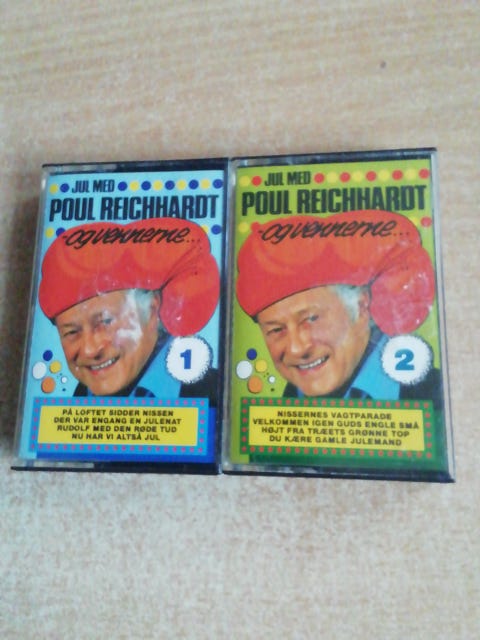 JUL MED
POUL REICHHARDT
-og vennerne...
1
PÅ LOFTET SIDDER NISSEN
DER VAR ENGANG EN JULENAT
RUDOLF MED DEN RØDE TUD
NU HAR VI ALTSÅ JUL
JUL MED
POUL REICHHARDT
-og vennerne...
2
NISSERNES VAGTPARADE
VELKOMMEN IGEN GUDS ENGLE SMÅ
HØJT FRA TRÆETS GRØNNE TOP
DU KÆRE GAMLE JULEMAND